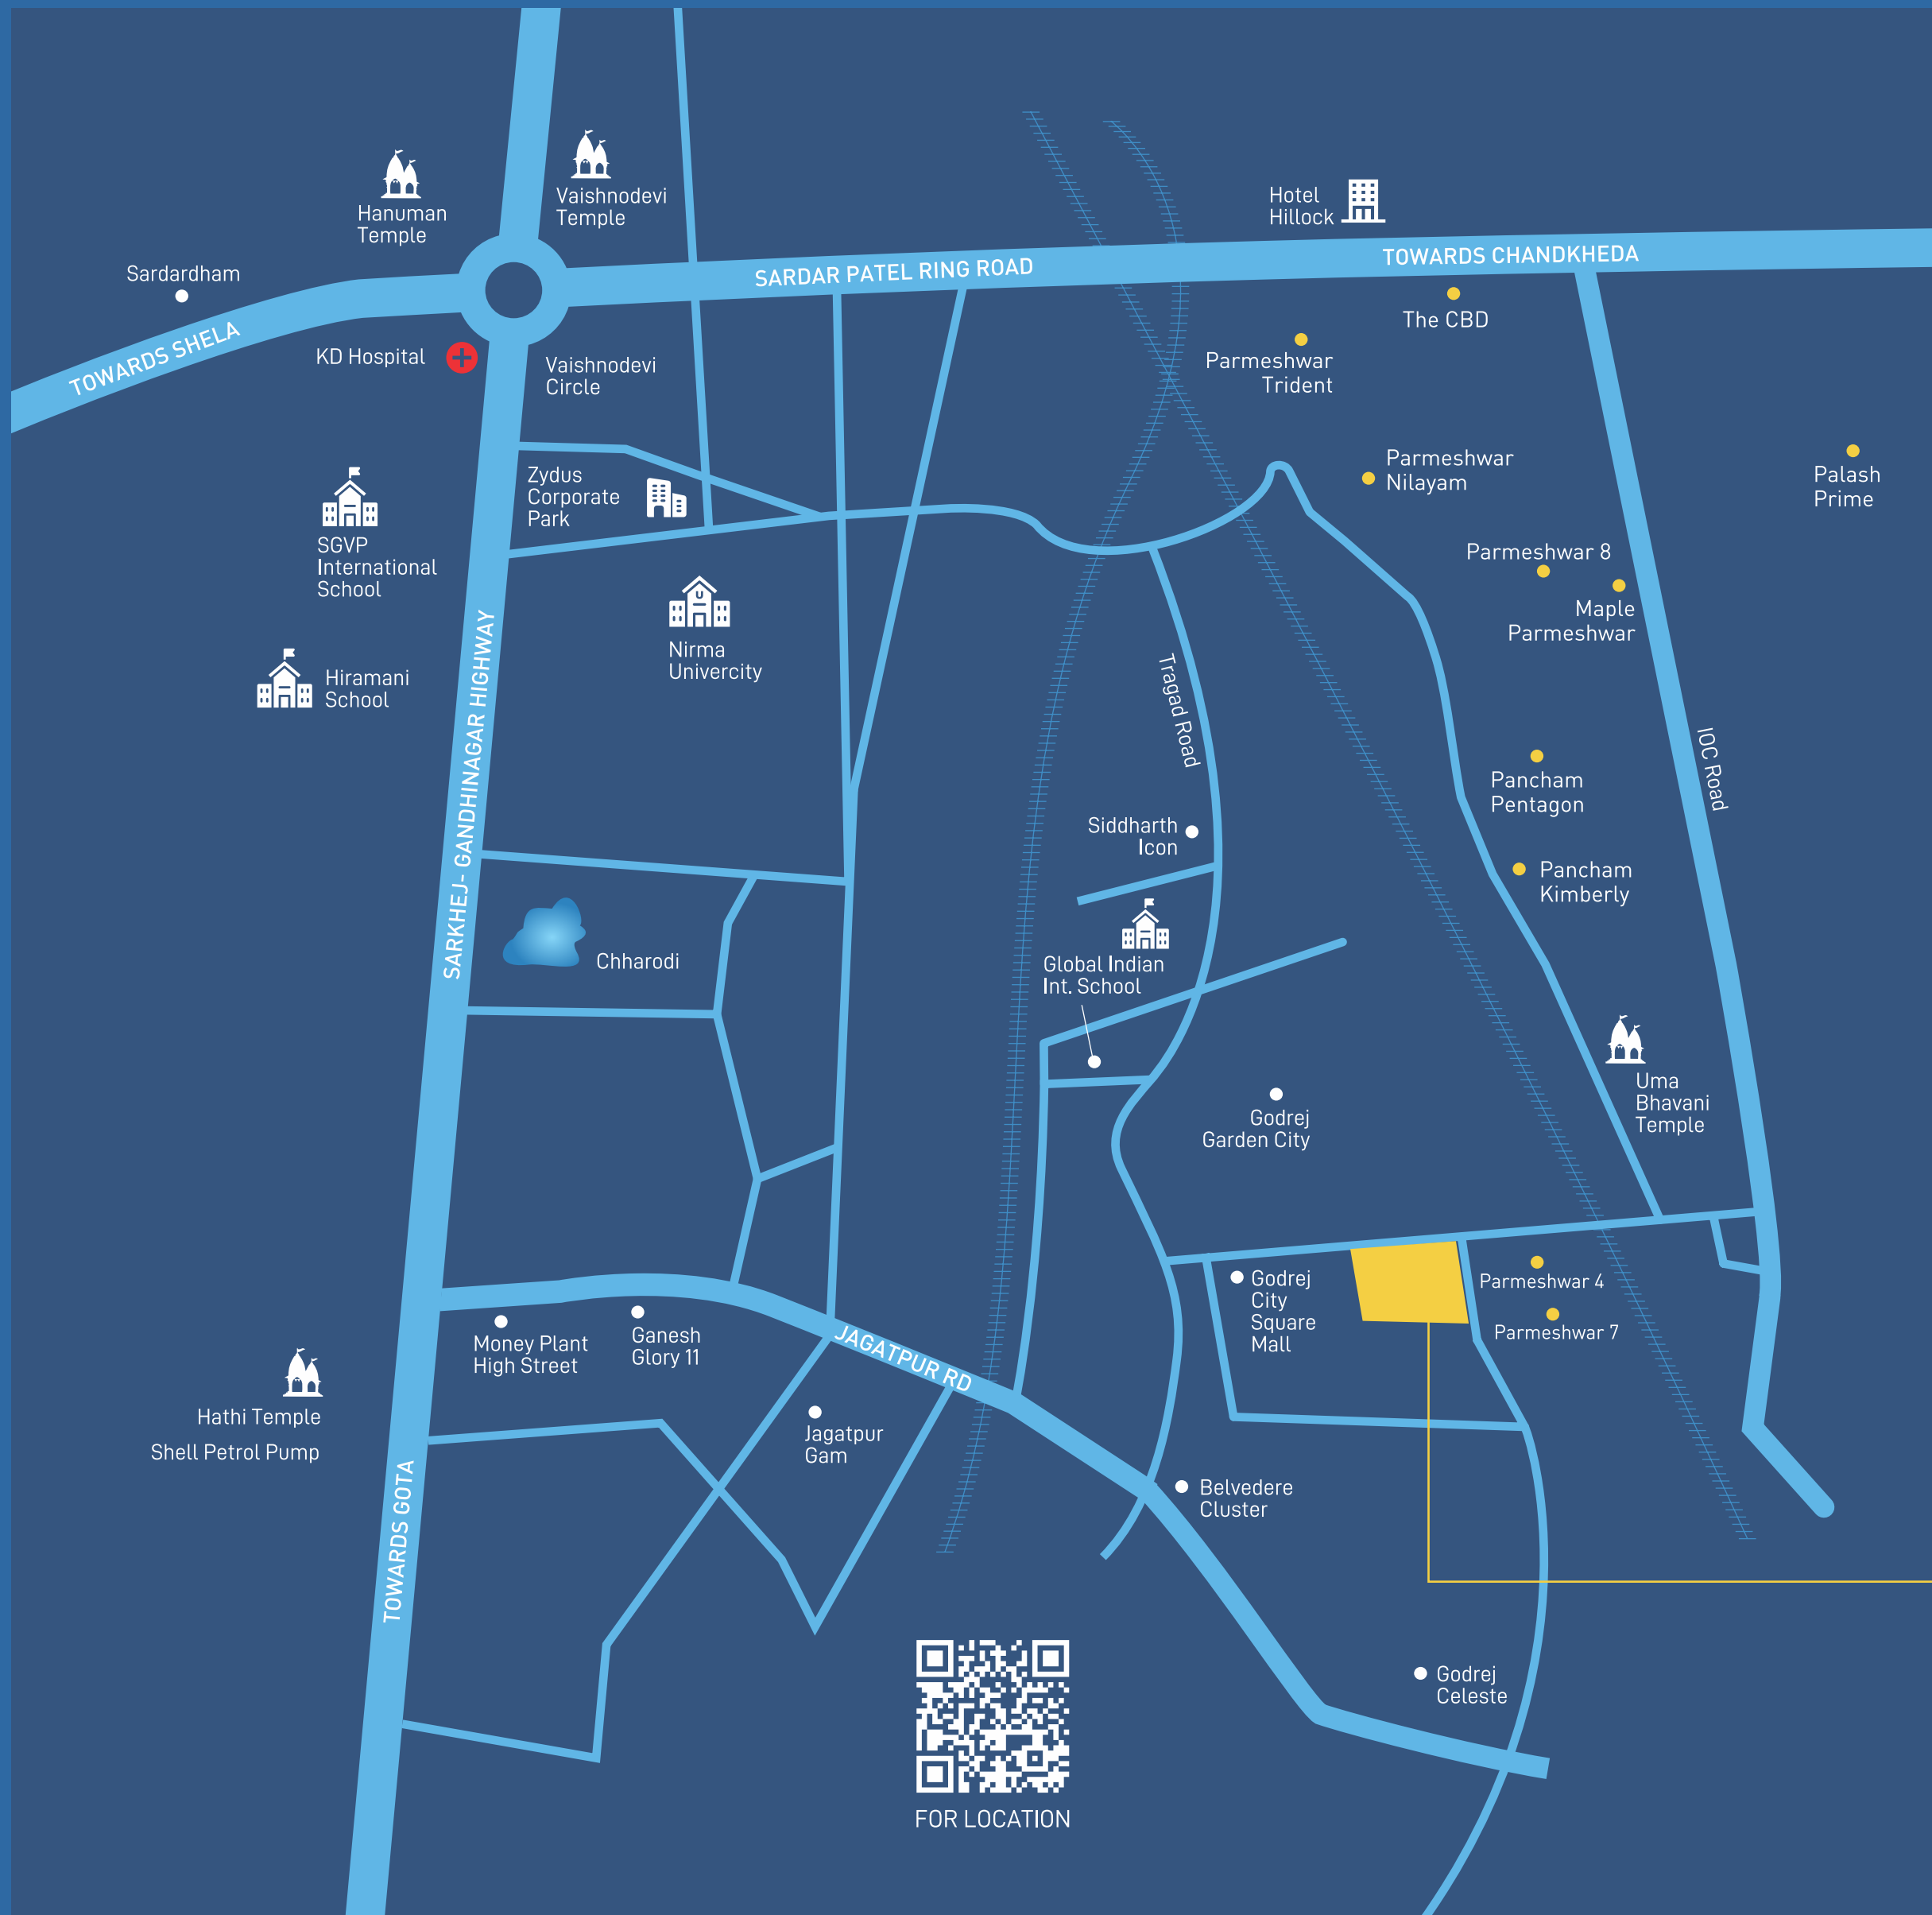 Hotel
Hillock
Vaishnodevi
Temple
Hanuman
Temple
TOWARDS CHANDKHEDA
SARDAR PATEL RING ROAD
Sardardham
TOWARDS SHELA
KD Hospital
Vaishnodevi
Circle
The CBD
Parmeshwar
Trident
Zydus
Corporate
Park
Parmeshwar
Nilayam
Palash
Prime
SGVP
International
School
Parmeshwar 8
Maple
Parmeshwar
Nirma
Univercity
U
Hiramani
School
SARKHEJ- GANDHINAGAR HIGHWAY
Tragad Road
IOC Road
Pancham
Pentagon
Siddharth
Icon
Pancham
Kimberly
Chharodi
Global Indian
Int. School
Uma
Bhavani
Temple
Godrej
Garden City
Godrej
City
Square
Mall
Parmeshwar 4
Parmeshwar 7
Money Plant
High Street
Ganesh
Glory 11
JAGATPUR RD
Hathi Temple
Shell Petrol Pump
Jagatpur
Gam
TOWARDS GOTA
Belvedere
Cluster
Godrej
Celeste
FOR LOCATION